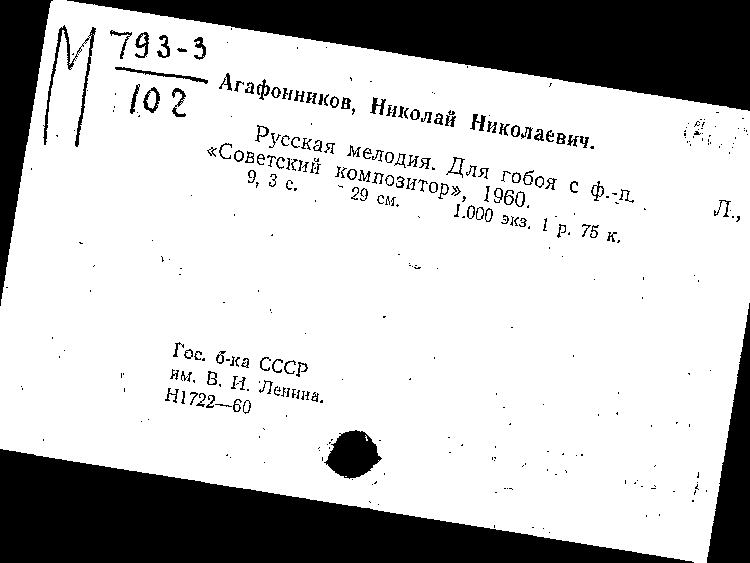 М 793-3
102
Агафонников, Николай Николаевич.
Русская мелодия. Для гобоя с ф.-п. Л.,
«Советский композитор», 1960.
9, 3 с. 29 см. 1.000 экз. 1 р. 75 к.
Гос. б-ка СССР
им. В. И. Ленина.
Н1722—60